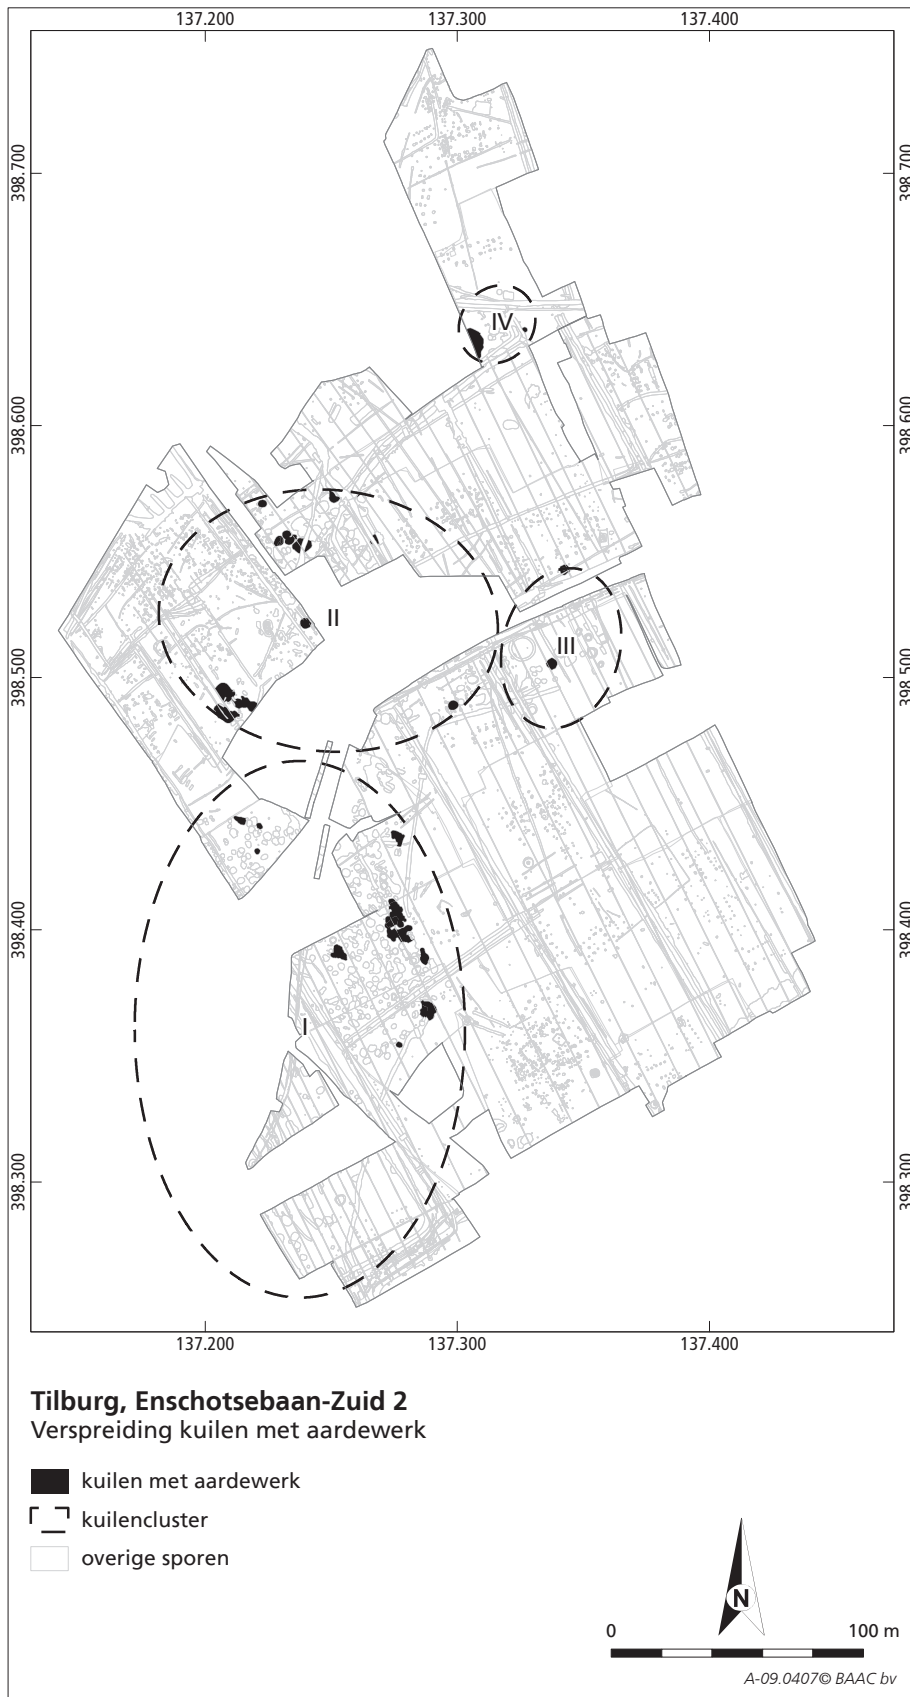 137.200 137.300 137.400
398.700 398.700
IV
398.600 398.600
II
III
398.500 398.500
398.400 398.400
I
398.300 398.300
137.200 137.300 137.400
Tilburg, Enschotsebaan-Zuid 2
Verspreiding kuilen met aardewerk
kuilen met aardewerk
kuilencluster
overige sporen
N
0 100 m
A-09.0407© BAAC bv